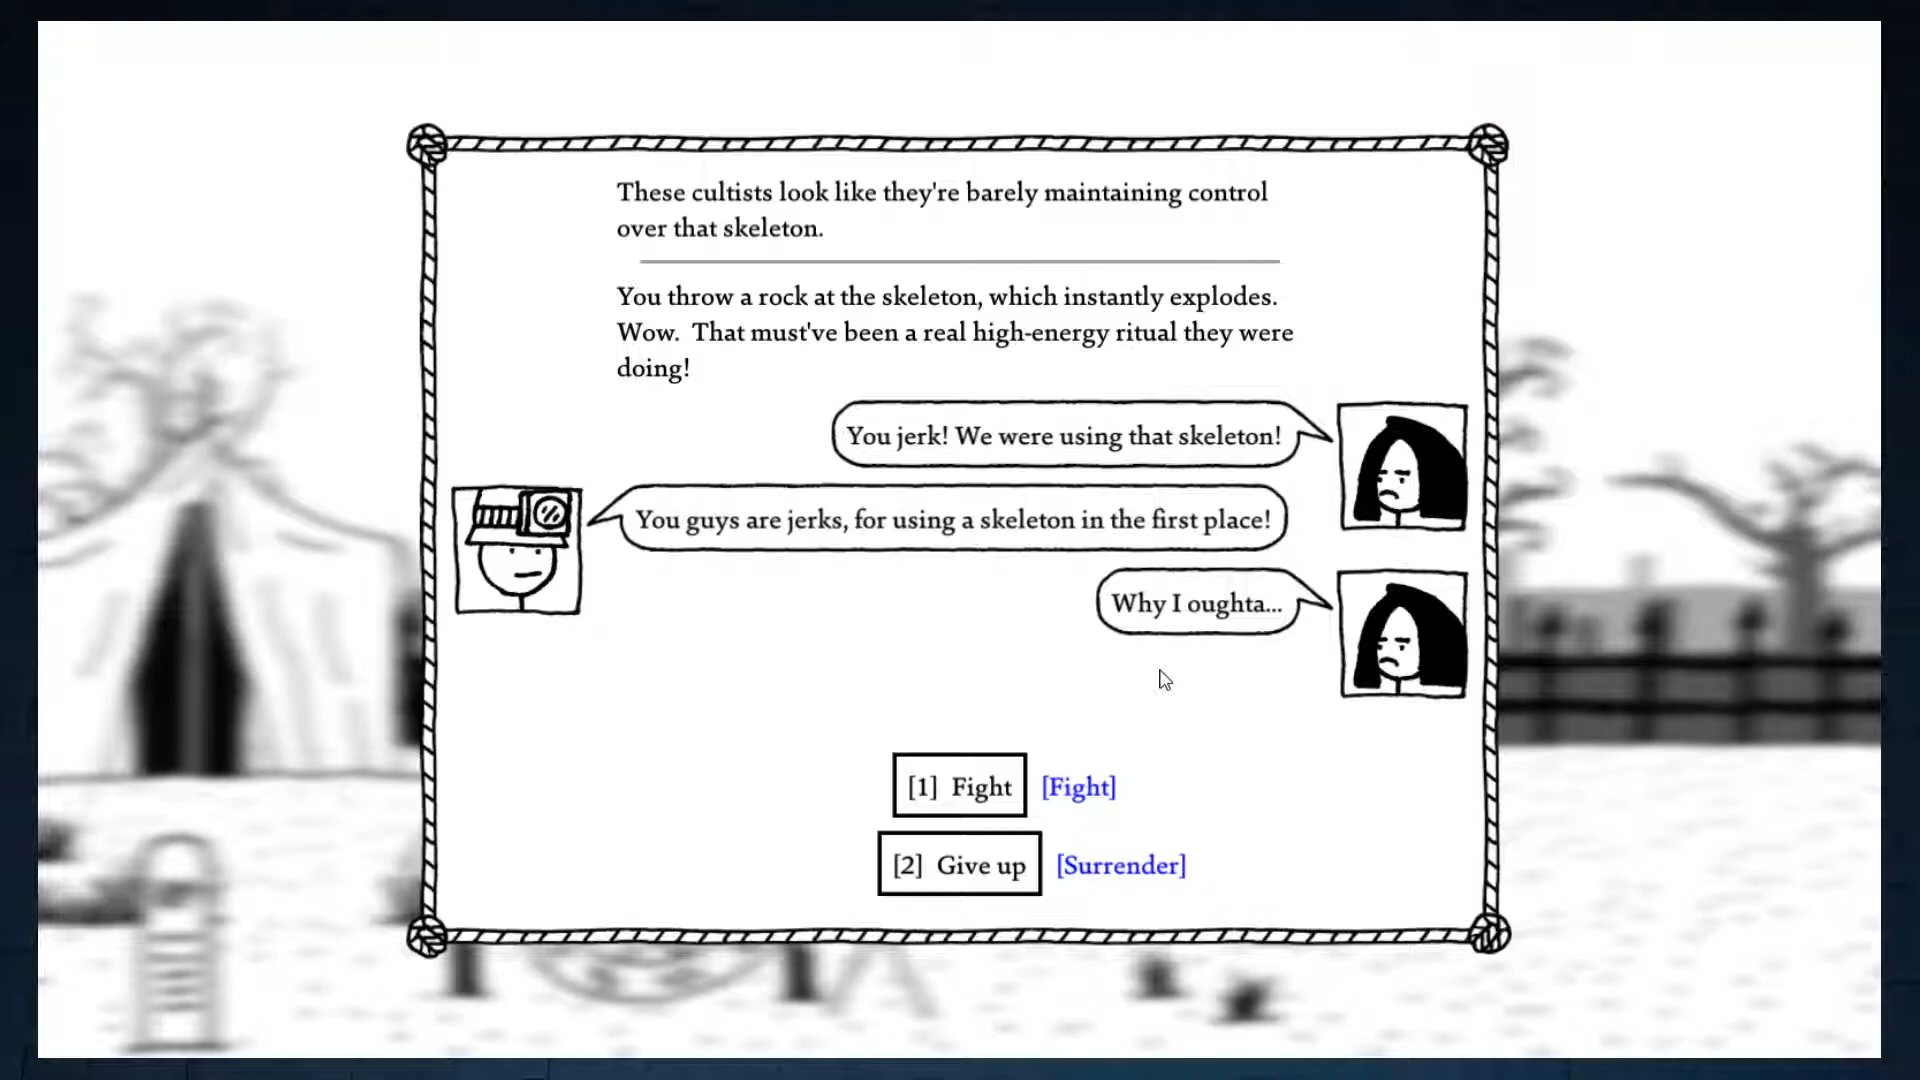 These cultists look like they're barely maintaining control
over that skeleton.
You throw a rock at the skeleton, which instantly explodes.
Wow.  That must've been a real high-energy ritual they were
doing!
You jerk! We were using that skeleton!
You guys are jerks, for using a skeleton in the first place!
Why I oughta...
[1]  Fight [Fight]
[2]  Give up [Surrender]